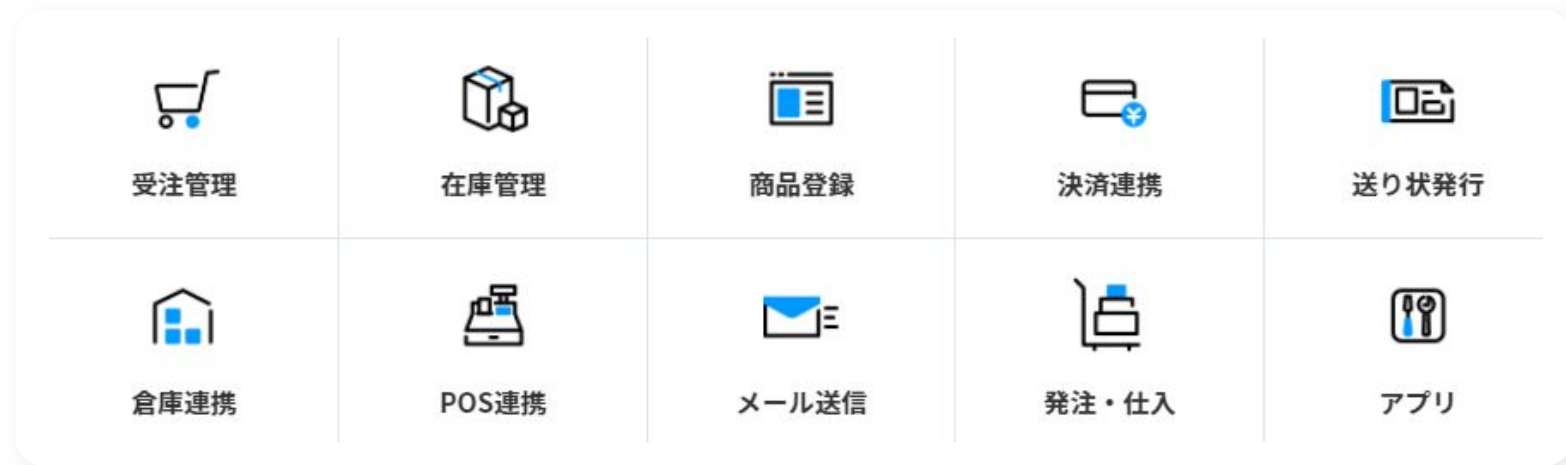 受注管理
在庫管理
商品登録
決済連携
送り状発行
倉庫連携
POS連携
メール送信
発注・仕入
アプリ